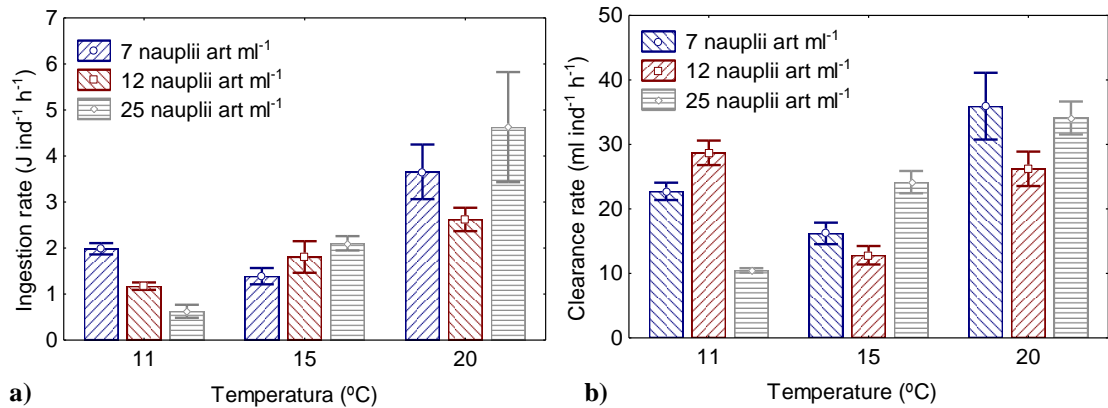 7
6
5
4
3
2
1
0
Ingestion rate (J ind⁻¹ h⁻¹)
7 nauplii art ml⁻¹
12 nauplii art ml⁻¹
25 nauplii art ml⁻¹
11 15 20
Temperatura (ºC)
a)
50
40
30
20
10
0
Clearance rate (ml ind⁻¹ h⁻¹)
7 nauplii art ml⁻¹
12 nauplii art ml⁻¹
25 nauplii art ml⁻¹
11 15 20
Temperature (ºC)
b)